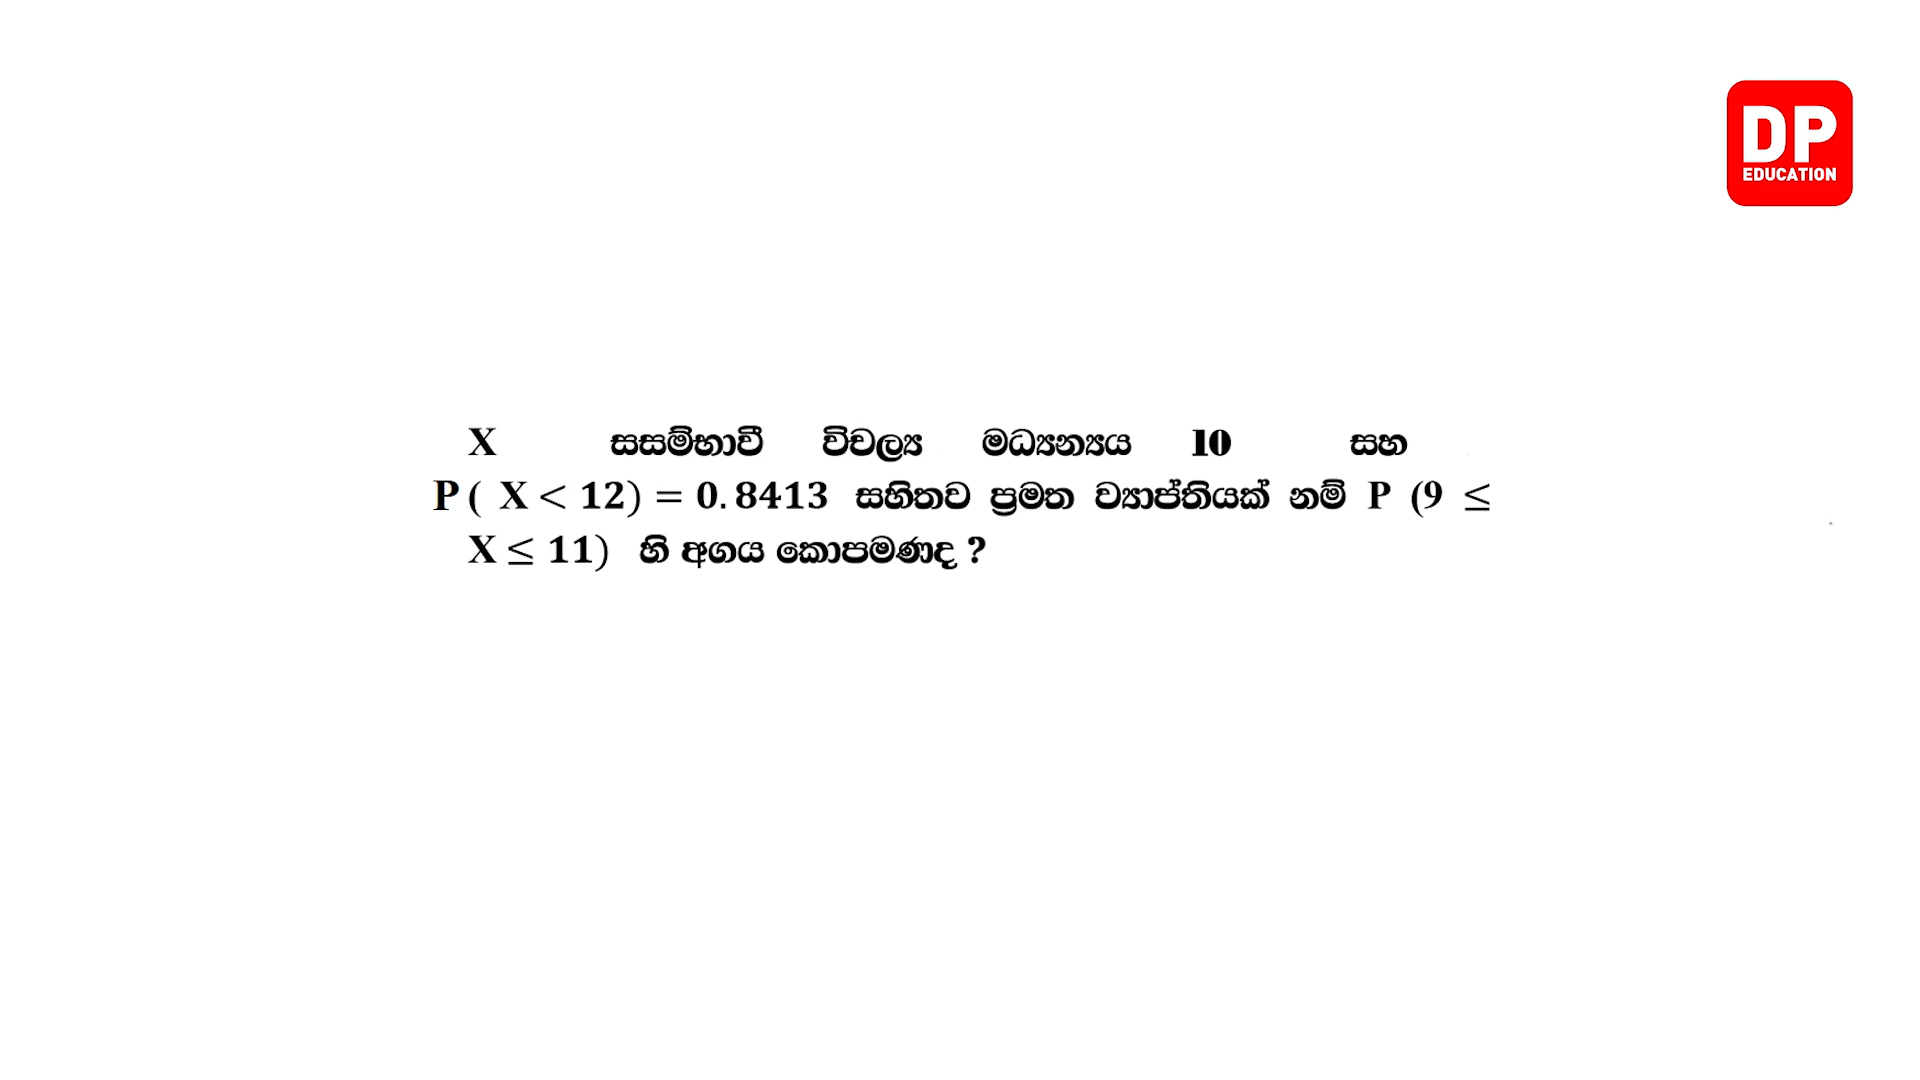 DP
EDUCATION
X සසම්භාවී විචල්‍ය මධ්‍යන්‍යය 10 සහ
P ( X < 12) = 0.8413 සහිතව ප්‍රමත ව්‍යාප්තියක් නම් P (9 ≤
X ≤ 11) හි අගය කොපමණද ?